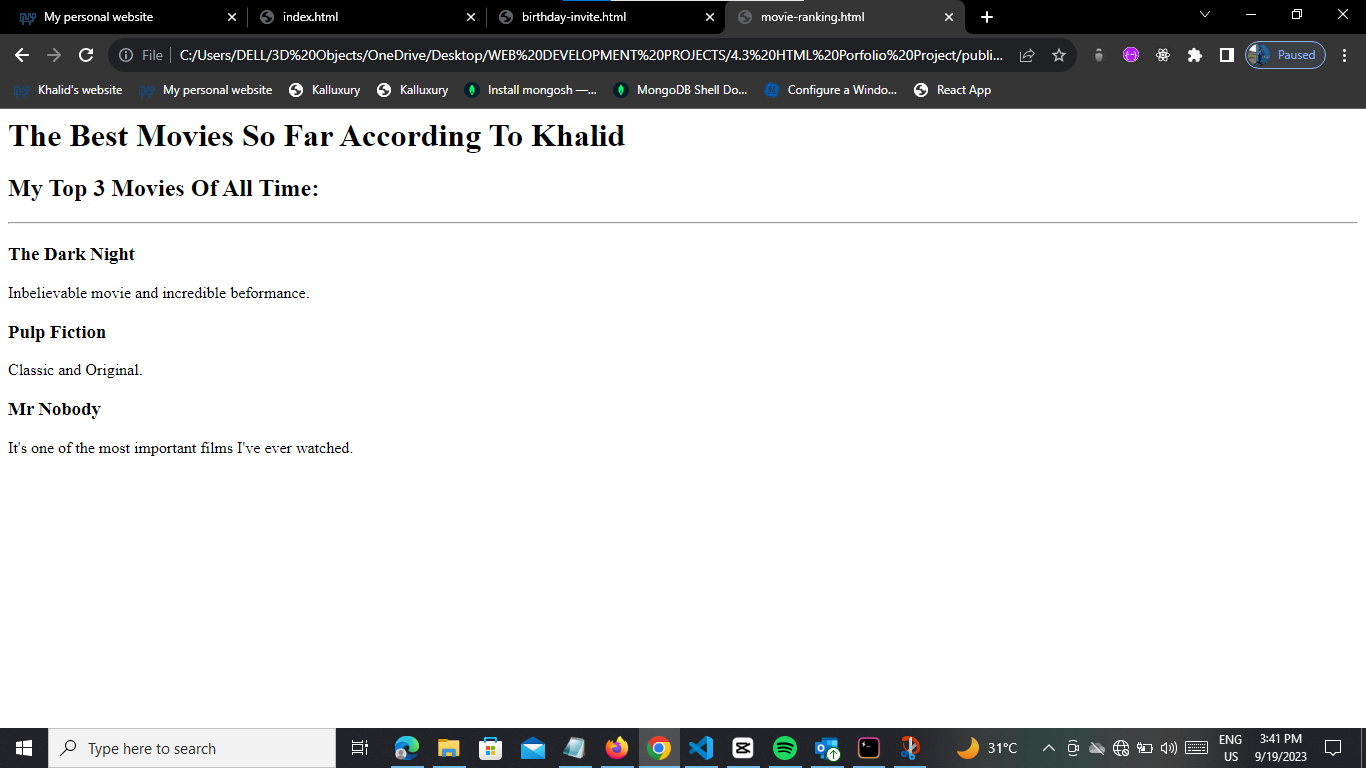 My personal website
index.html
birthday-invite.html
movie-ranking.html
File
C:/Users/DELL/3D%20Objects/OneDrive/Desktop/WEB%20DEVELOPMENT%20PROJECTS/4.3%20HTML%20Porfolio%20Project/publi...
Paused
Khalid's website
My personal website
Kalluxury
Kalluxury
Install mongosh —...
MongoDB Shell Do...
Configure a Windo...
React App
The Best Movies So Far According To Khalid
My Top 3 Movies Of All Time:
The Dark Night
Inbelievable movie and incredible beformance.
Pulp Fiction
Classic and Original.
Mr Nobody
It's one of the most important films I've ever watched.
Type here to search
31°C
ENG
US
3:41 PM
9/19/2023